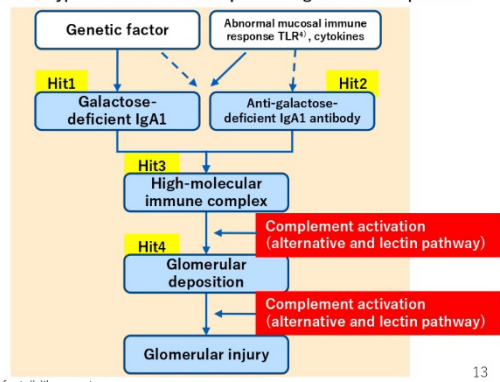 Genetic factor
Abnormal mucosal immune
response TLR4), cytokines
Hit1
Hit2
Galactose-
deficient IgA1
Anti-galactose-
deficient IgA1 antibody
Hit3
High-molecular
immune complex
Complement activation
(alternative and lectin pathway)
Hit4
Glomerular
deposition
Complement activation
(alternative and lectin pathway)
Glomerular injury
13